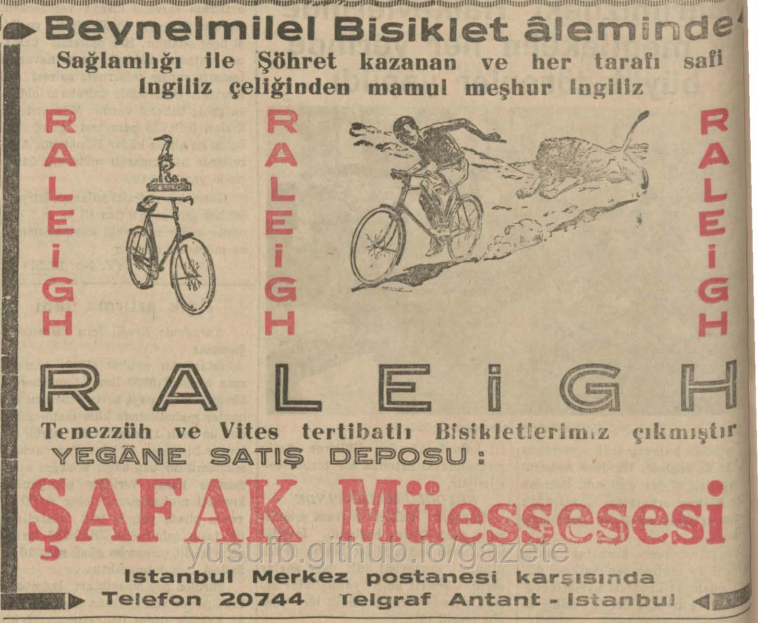 Beynelmilel Bisiklet âleminde
Sağlamlığı ile Şöhret kazanan ve her tarafı safi
İngiliz çeliğinden mamul meşhur İngiliz
RALEiGH
RALEiGH
RALEiGH
RALEiGH
Tenezzüh ve Vites tertibatlı Bisikletlerimiz çıkmıştır
YEGÂNE SATIŞ DEPOSU :
ŞAFAK Müessesesi
yusufb.github.io/gazete
Istanbul Merkez postanesi karşısında
Telefon 20744 Telgraf Antant - Istanbul